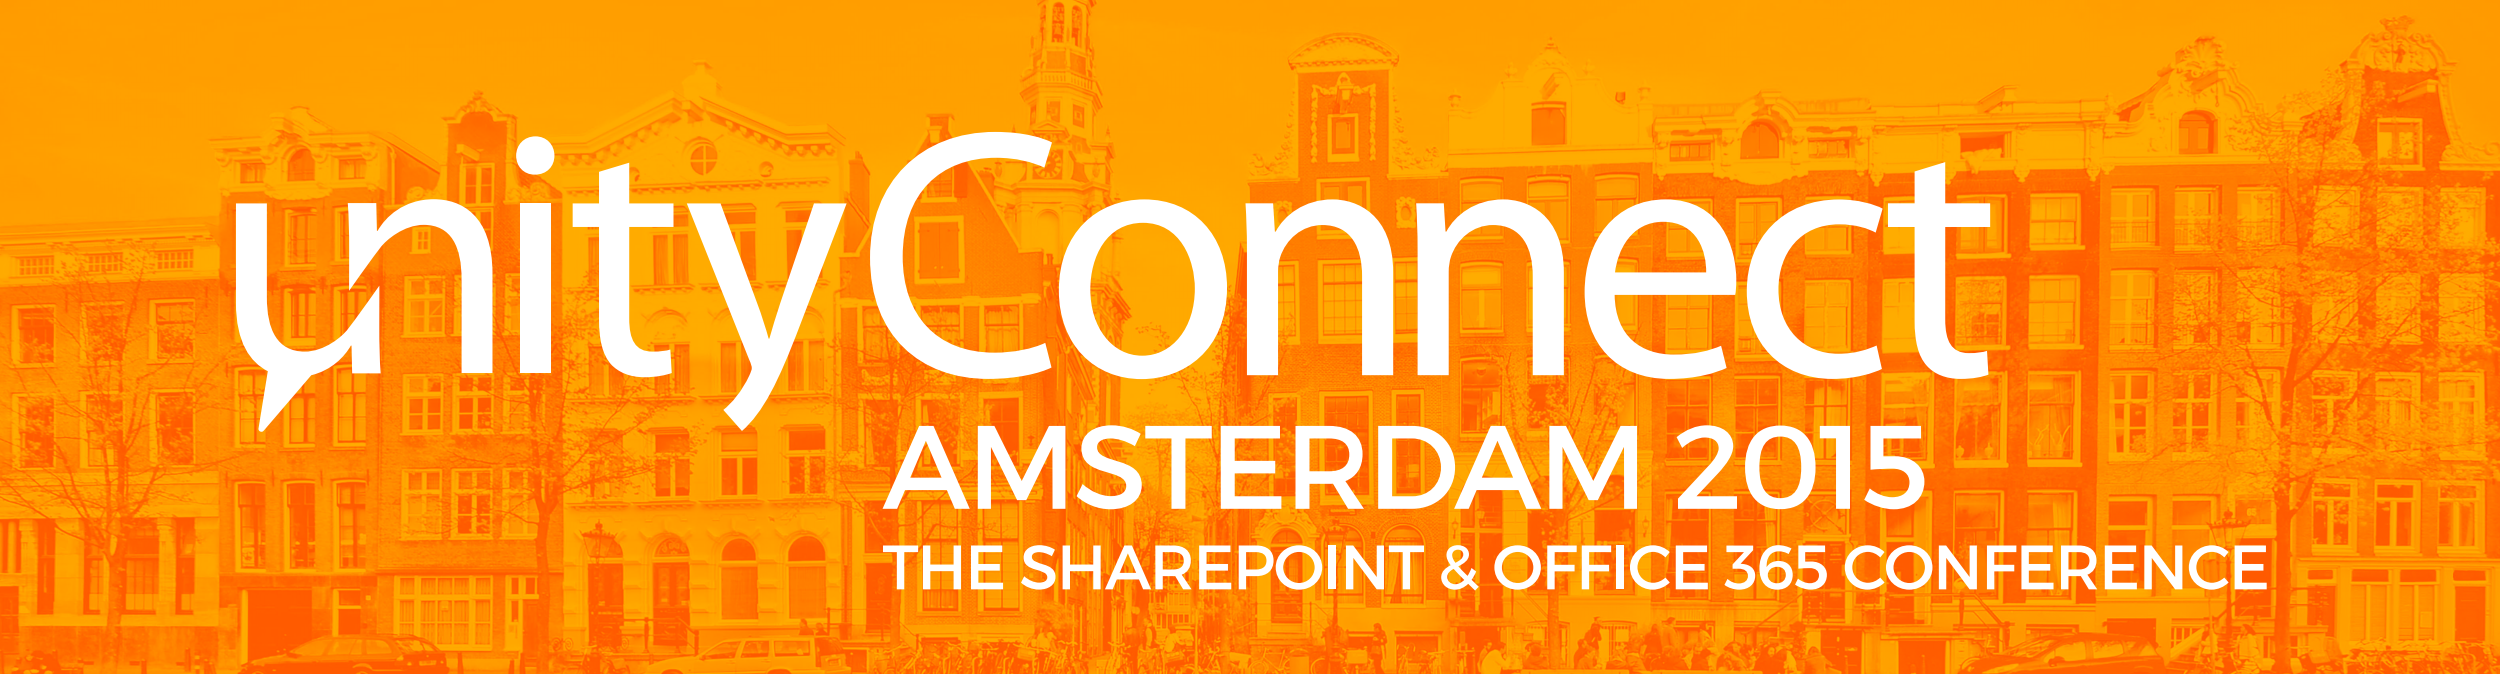 unityConnect
AMSTERDAM 2015
THE SHAREPOINT & OFFICE 365 CONFERENCE